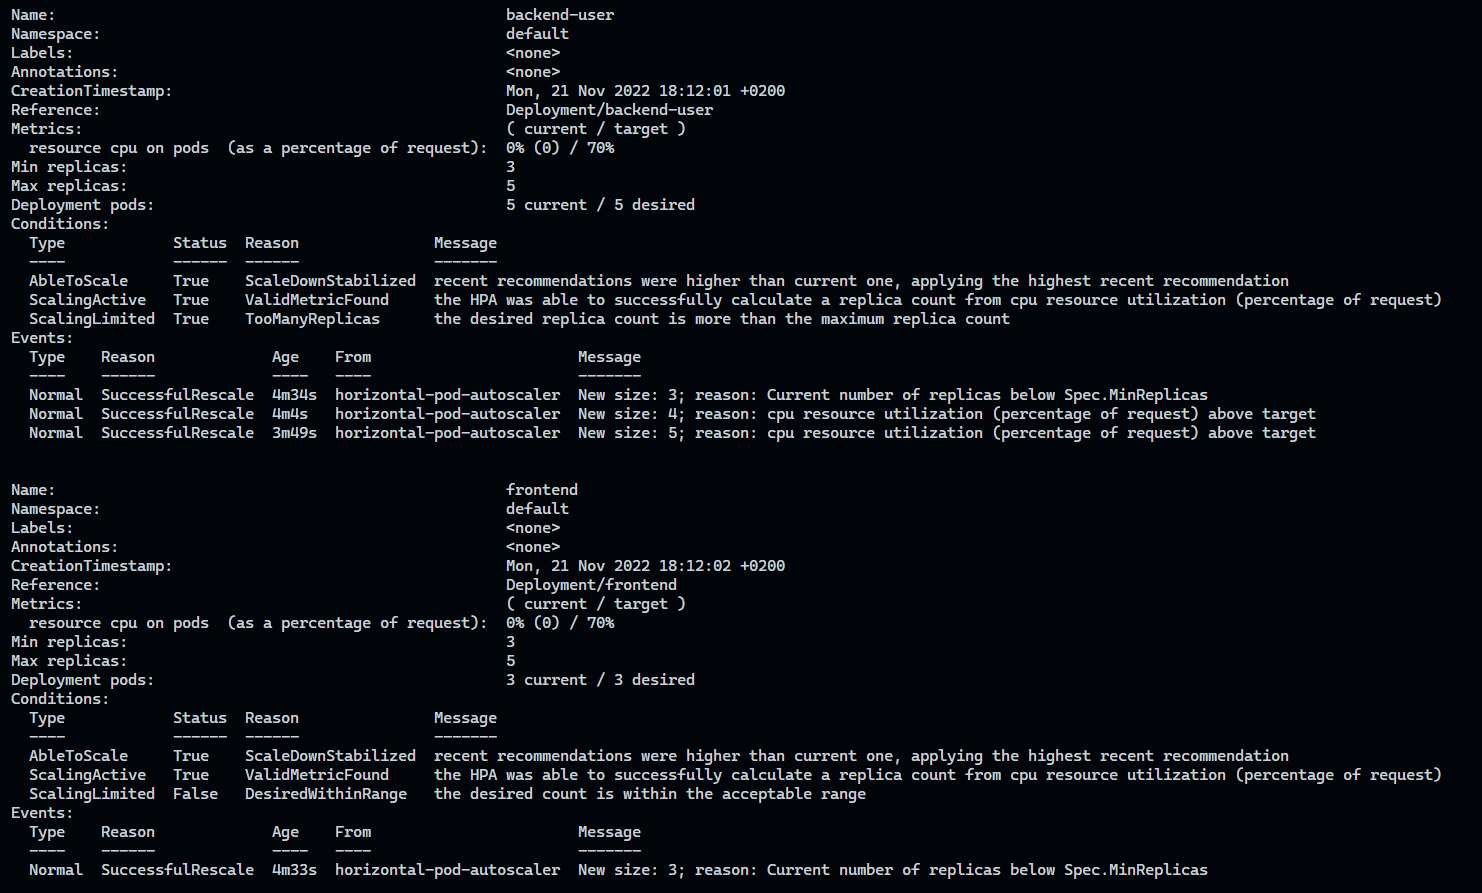 Name: backend-user
Namespace: default
Labels: <none>
Annotations: <none>
CreationTimestamp: Mon, 21 Nov 2022 18:12:01 +0200
Reference: Deployment/backend-user
Metrics: ( current / target )
resource cpu on pods (as a percentage of request): 0% (0) / 70%
Min replicas: 3
Max replicas: 5
Deployment pods: 5 current / 5 desired
Conditions:
Type Status Reason Message
---- ------ ------ -------
AbleToScale True ScaleDownStabilized recent recommendations were higher than current one, applying the highest recent recommendation
ScalingActive True ValidMetricFound the HPA was able to successfully calculate a replica count from cpu resource utilization (percentage of request)
ScalingLimited True TooManyReplicas the desired replica count is more than the maximum replica count
Events:
Type Reason Age From Message
---- ------ ---- ---- -------
Normal SuccessfulRescale 4m34s horizontal-pod-autoscaler New size: 3; reason: Current number of replicas below Spec.MinReplicas
Normal SuccessfulRescale 4m4s horizontal-pod-autoscaler New size: 4; reason: cpu resource utilization (percentage of request) above target
Normal SuccessfulRescale 3m49s horizontal-pod-autoscaler New size: 5; reason: cpu resource utilization (percentage of request) above target
Name: frontend
Namespace: default
Labels: <none>
Annotations: <none>
CreationTimestamp: Mon, 21 Nov 2022 18:12:02 +0200
Reference: Deployment/frontend
Metrics: ( current / target )
resource cpu on pods (as a percentage of request): 0% (0) / 70%
Min replicas: 3
Max replicas: 5
Deployment pods: 3 current / 3 desired
Conditions:
Type Status Reason Message
---- ------ ------ -------
AbleToScale True ScaleDownStabilized recent recommendations were higher than current one, applying the highest recent recommendation
ScalingActive True ValidMetricFound the HPA was able to successfully calculate a replica count from cpu resource utilization (percentage of request)
ScalingLimited False DesiredWithinRange the desired count is within the acceptable range
Events:
Type Reason Age From Message
---- ------ ---- ---- -------
Normal SuccessfulRescale 4m33s horizontal-pod-autoscaler New size: 3; reason: Current number of replicas below Spec.MinReplicas